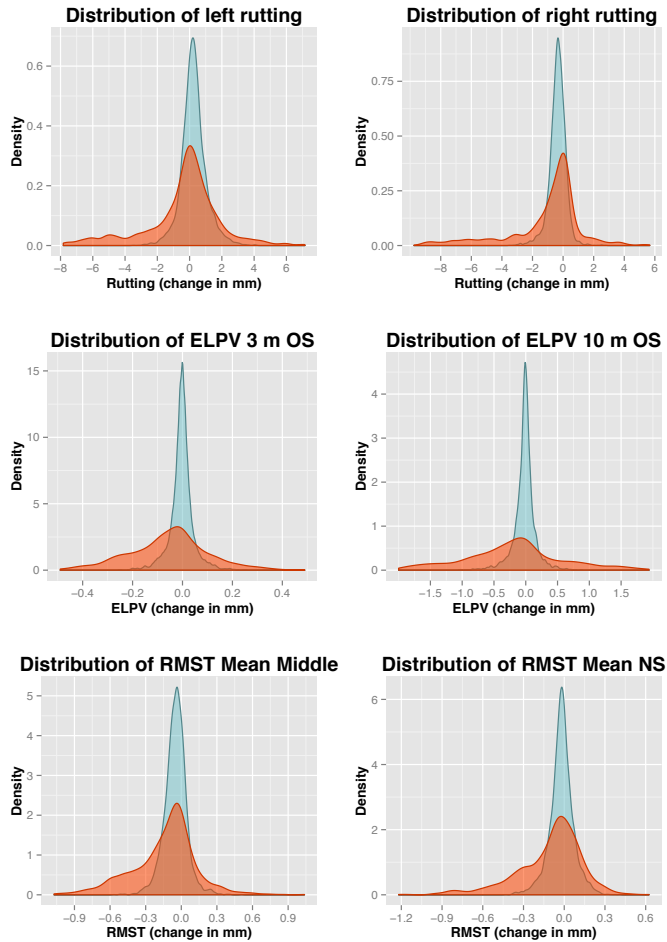 Distribution of left rutting
Density
0.6
0.4
0.2
0.0
−8 −6 −4 −2 0 2 4 6
Rutting (change in mm)
Distribution of right rutting
Density
0.75
0.50
0.25
0.00
−8 −6 −4 −2 0 2 4 6
Rutting (change in mm)
Distribution of ELPV 3 m OS
Density
15
10
5
0
−0.4 −0.2 0.0 0.2 0.4
ELPV (change in mm)
Distribution of ELPV 10 m OS
Density
4
3
2
1
0
−1.5 −1.0 −0.5 0.0 0.5 1.0 1.5
ELPV (change in mm)
Distribution of RMST Mean Middle
Density
5
4
3
2
1
0
−0.9 −0.6 −0.3 0.0 0.3 0.6 0.9
RMST (change in mm)
Distribution of RMST Mean NS
Density
6
4
2
0
−1.2 −0.9 −0.6 −0.3 0.0 0.3 0.6
RMST (change in mm)